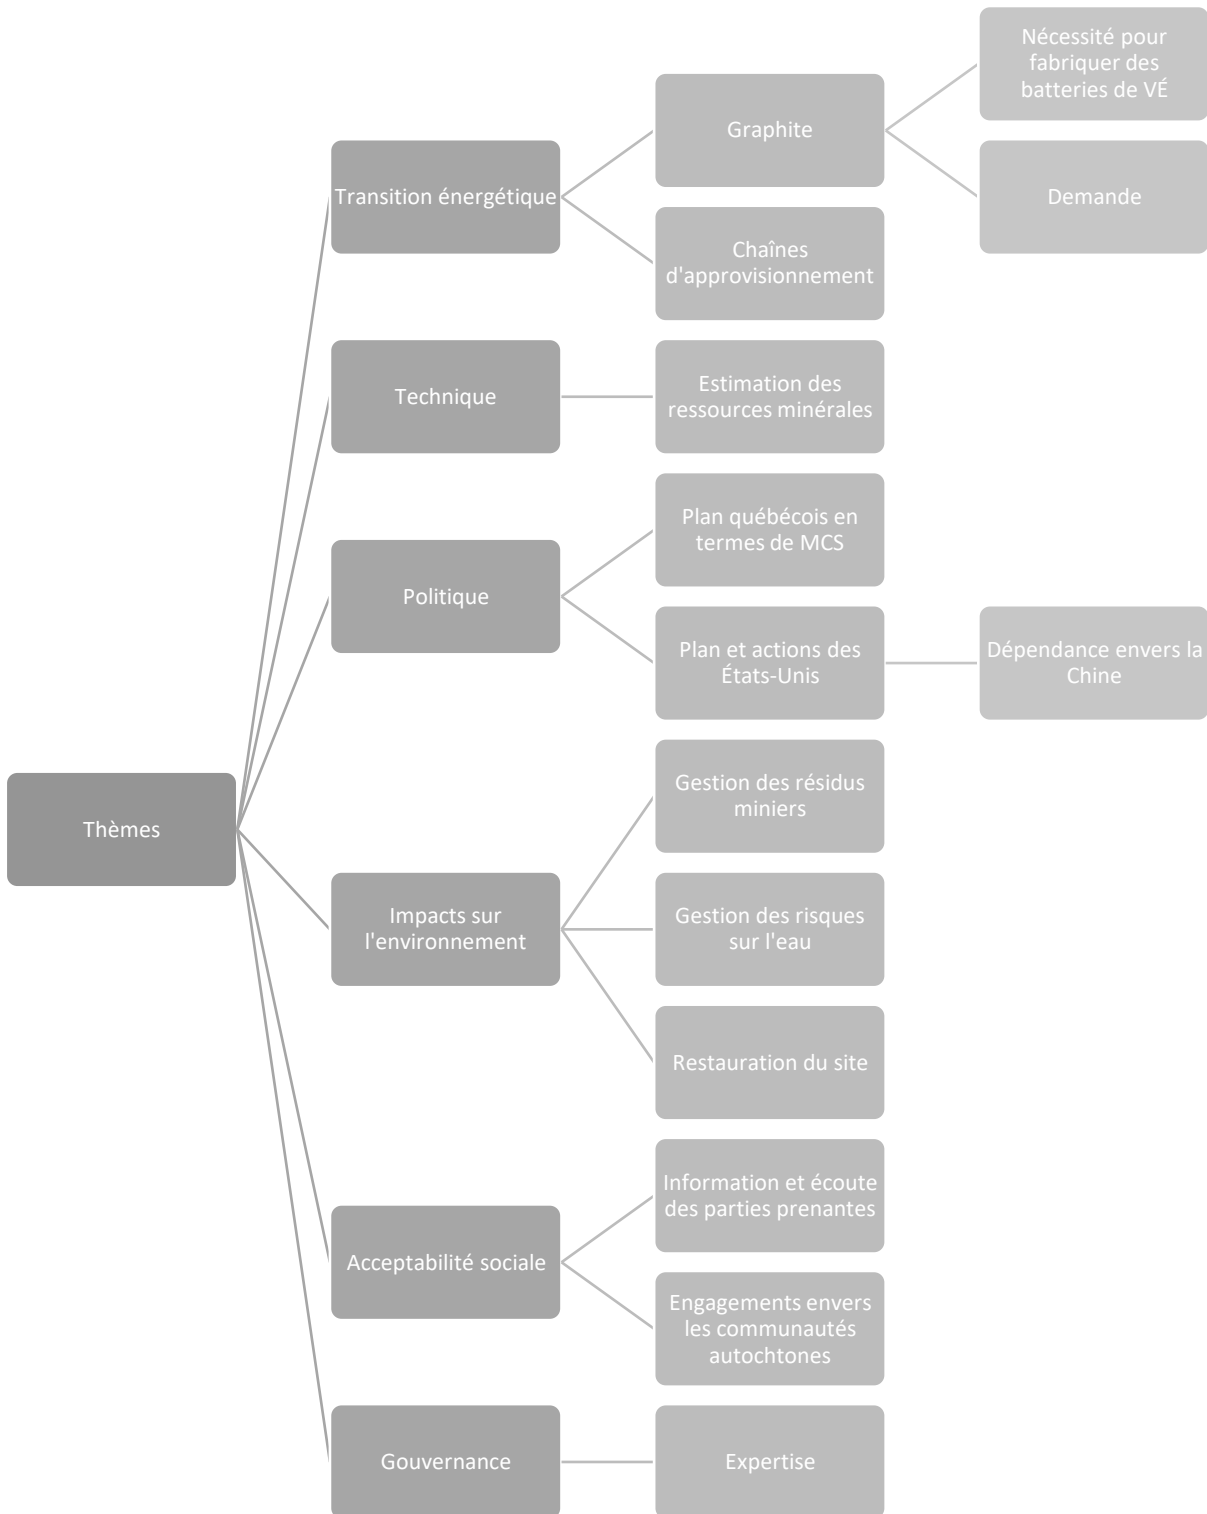 Thèmes
Transition énergétique
Graphite
Nécessité pour
fabriquer des
batteries de VÉ
Demande
Chaînes
d'approvisionnement
Technique
Estimation des
ressources minérales
Politique
Plan québécois en
termes de MCS
Plan et actions des
États-Unis
Dépendance envers la
Chine
Impacts sur
l'environnement
Gestion des résidus
miniers
Gestion des risques
sur l'eau
Restauration du site
Acceptabilité sociale
Information et écoute
des parties prenantes
Engagements envers
les communautés
autochtones
Gouvernance
Expertise